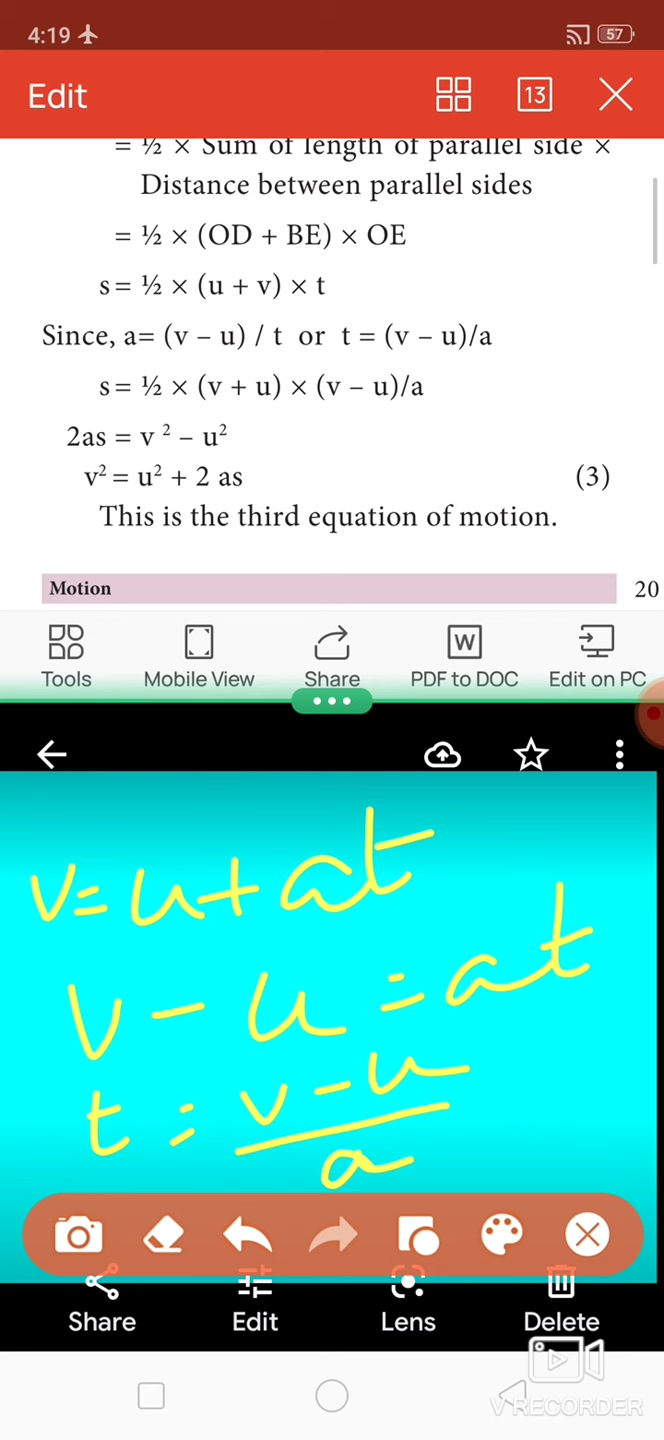 4:19 57
Edit 13
= ½ × Sum of length of parallel side ×
Distance between parallel sides
= ½ × (OD + BE) × OE
s = ½ × (u + v) × t
Since, a= (v – u) / t or t = (v – u)/a
s = ½ × (v + u) × (v – u)/a
2as = v ² – u²
v² = u² + 2 as (3)
This is the third equation of motion.
Motion 20
Tools Mobile View Share PDF to DOC Edit on PC
v = u + at
v – u = at
t = v – u / a
Share Edit Lens Delete
V RECORDER